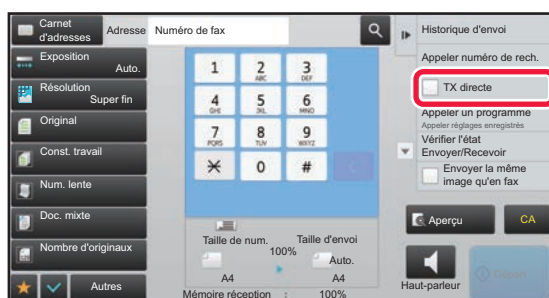 Carnet
d'adresses
Adresse
Numéro de fax
Exposition
Auto.
Résolution
Super fin
Original
Const. travail
Num. lente
Doc. mixte
Nombre d'originaux
Autres
1
2
ABC
3
DEF
4
GHI
5
JKL
6
MNO
7
PQRS
8
TUV
9
WXYZ
0
#
Taille de num.
100%
Taille d'envoi
Auto.
A4
A4
Mémoire réception : 100%
Historique d'envoi
Appeler numéro de rech.
TX directe
Appeler un programme
Appeler réglages enregistrés
Vérifier l'état
Envoyer/Recevoir
Envoyer la même
image qu'en fax
Aperçu
CA
Haut-parleur
Départ